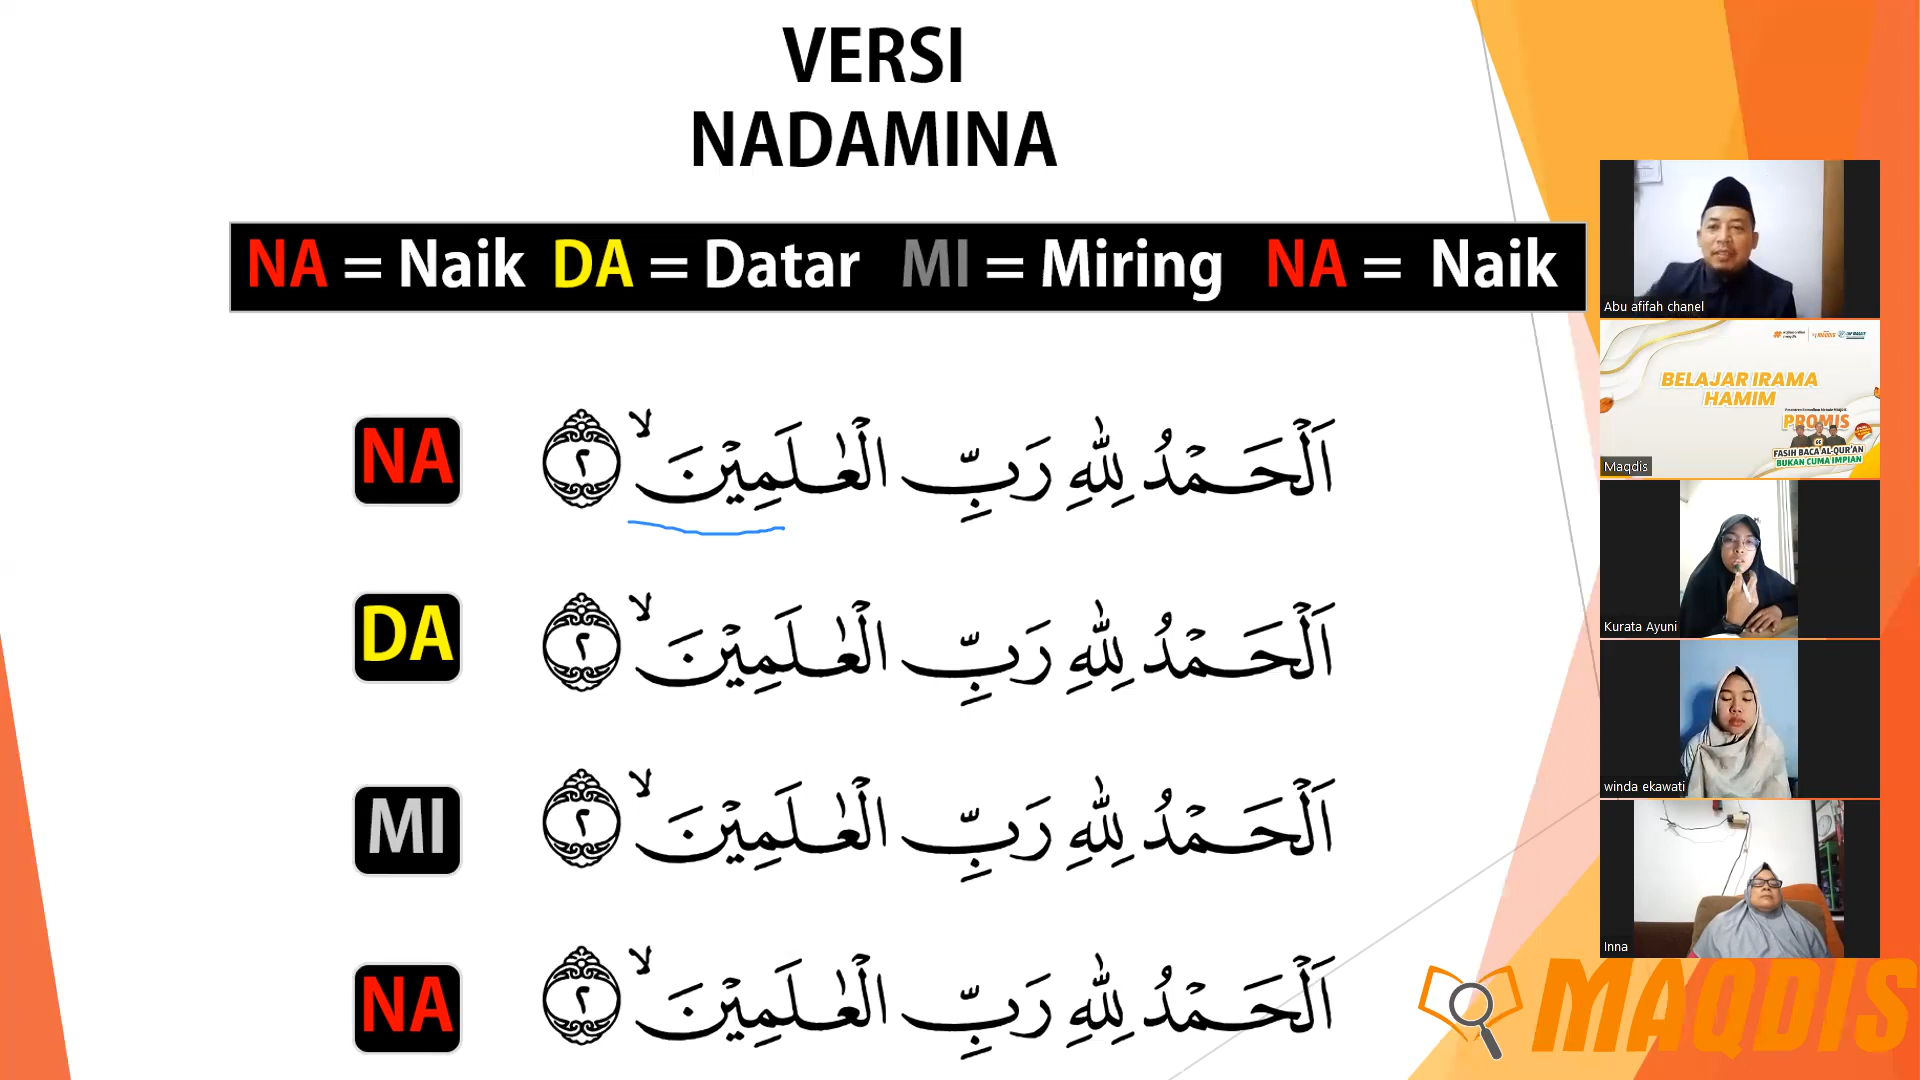 VERSI
NADAMINA
NA = Naik DA = Datar MI = Miring NA = Naik
NA
اَلْحَمْدُ لِلّٰهِ رَبِّ الْعٰلَمِيْنَ ۙ ٢
DA
اَلْحَمْدُ لِلّٰهِ رَبِّ الْعٰلَمِيْنَ ۙ ٢
MI
اَلْحَمْدُ لِلّٰهِ رَبِّ الْعٰلَمِيْنَ ۙ ٢
NA
اَلْحَمْدُ لِلّٰهِ رَبِّ الْعٰلَمِيْنَ ۙ ٢
Abu afifah chanel
BELAJAR IRAMA
HAMIM
PROMIS
FASIH BACA AL-QUR'AN
BUKAN CUMA IMPIAN
Maqdis
Kurata Ayuni
winda ekawati
Inna
MAQDIS